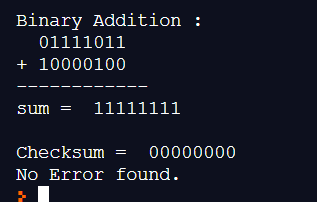 Binary Addition :
  01111011
+ 10000100
------------
sum =  11111111
Checksum =  00000000
No Error found.
>